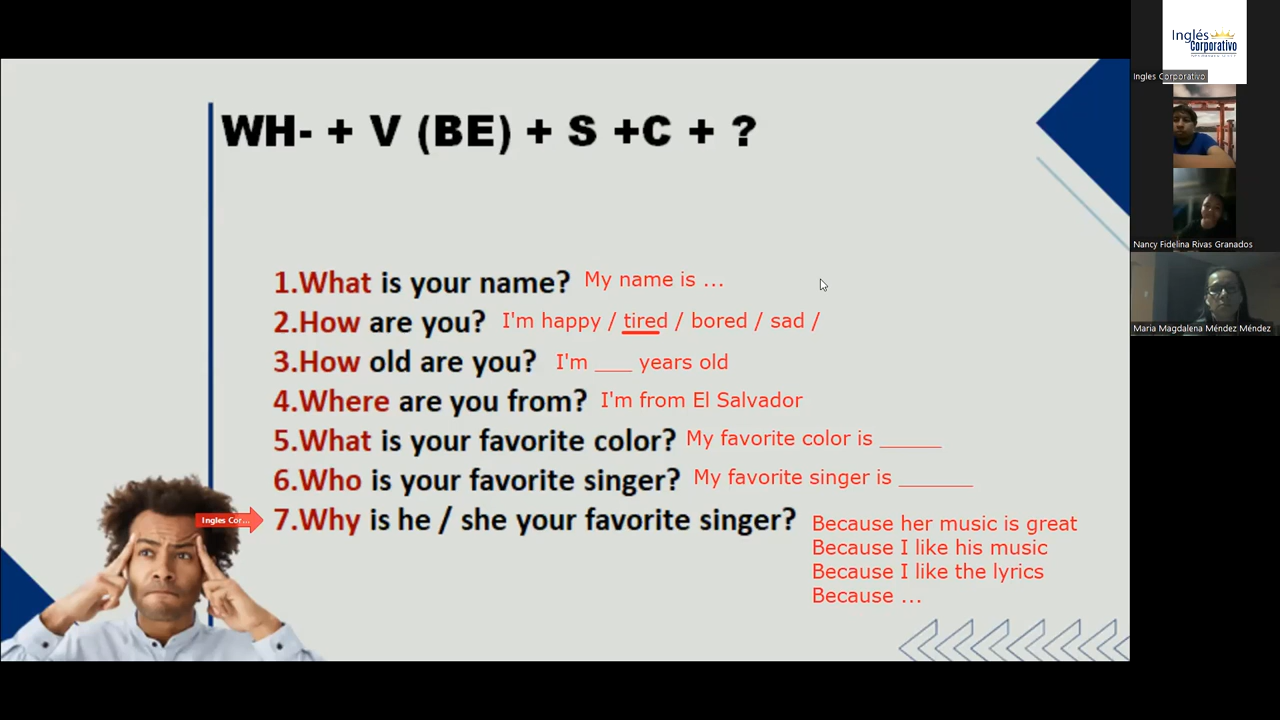 WH- + V (BE) + S +C + ?
1.What is your name? My name is ...
2.How are you? I'm happy / tired / bored / sad /
3.How old are you? I'm ___ years old
4.Where are you from? I'm from El Salvador
5.What is your favorite color? My favorite color is _____
6.Who is your favorite singer? My favorite singer is ______
Ingles Cor...
7.Why is he / she your favorite singer? Because her music is great
Because I like his music
Because I like the lyrics
Because ...
Inglés
Corporativo
Ingles Corporativo
Nancy Fidelina Rivas Granados
Maria Magdalena Méndez Méndez